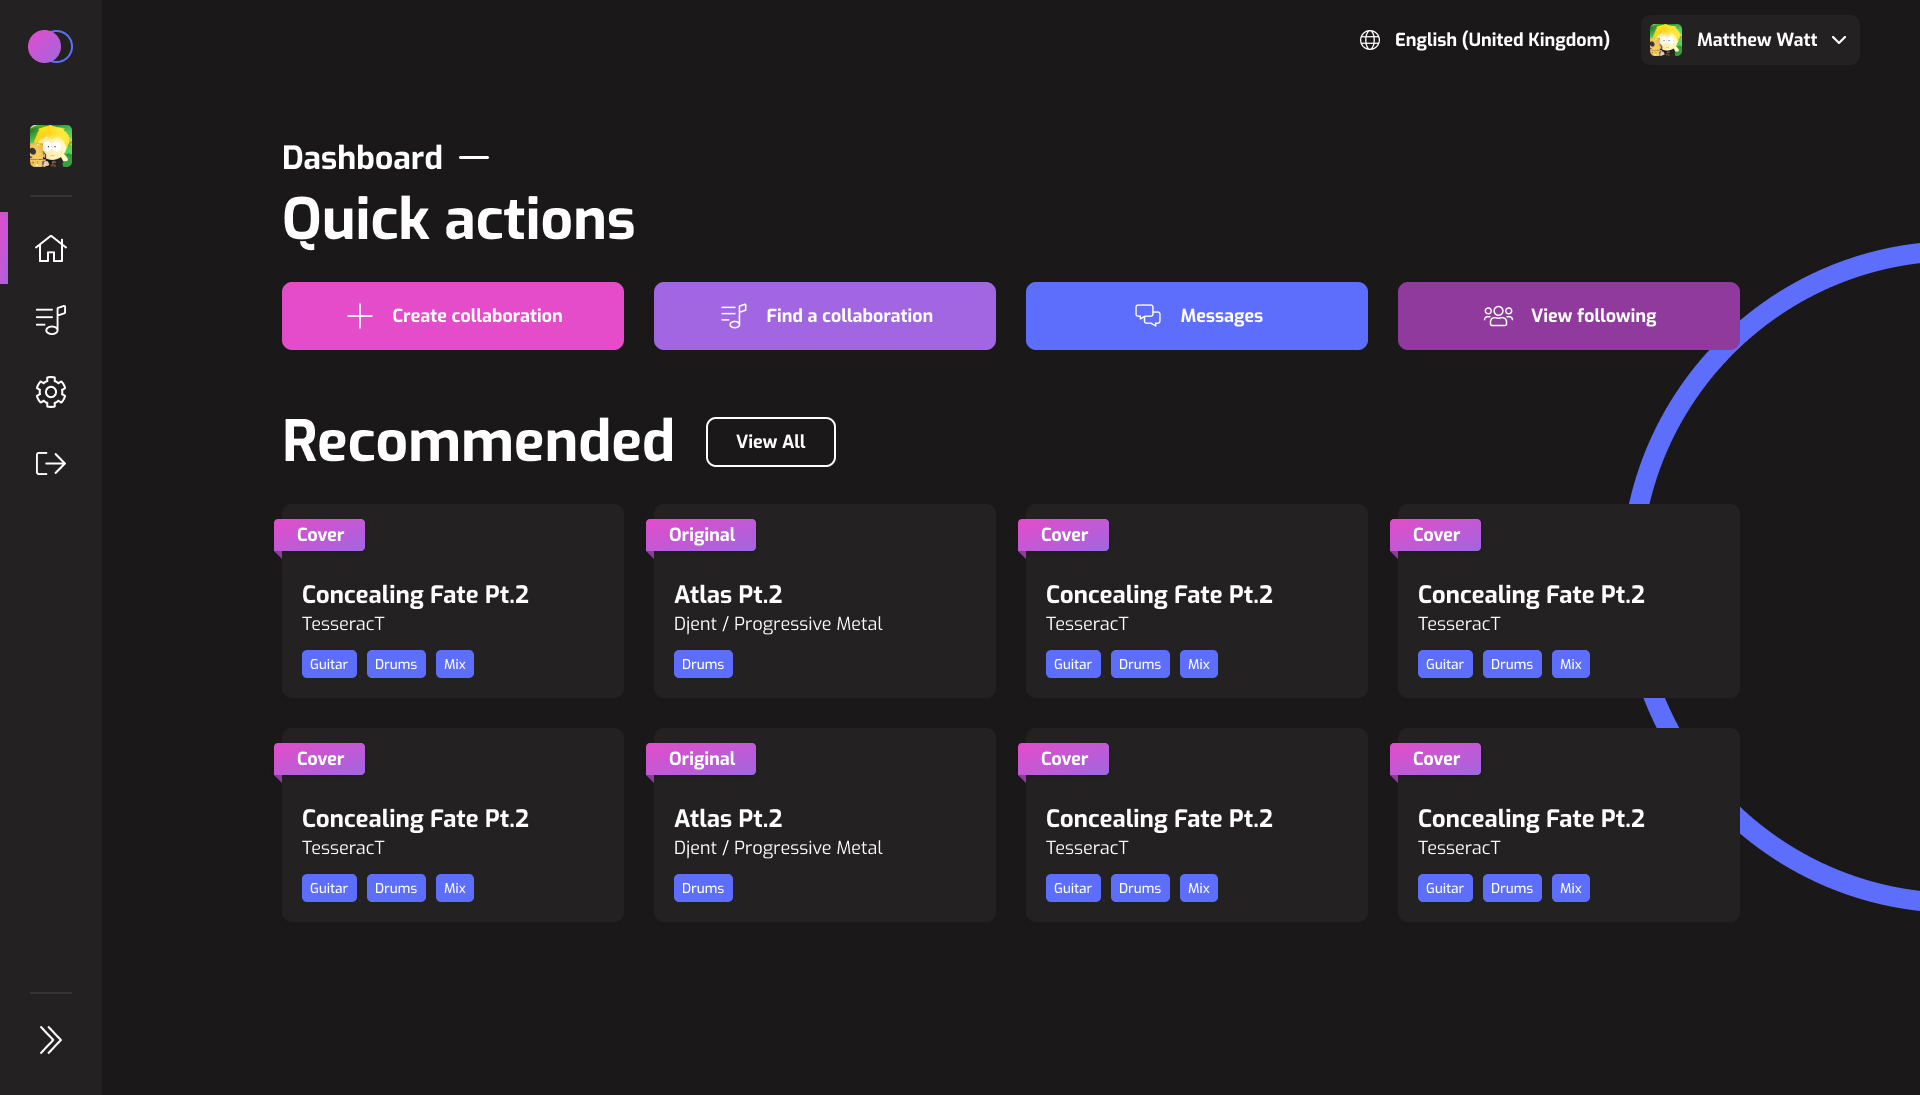 English (United Kingdom)
Matthew Watt
Dashboard —
Quick actions
Create collaboration
Find a collaboration
Messages
View following
Recommended
View All
Cover
Concealing Fate Pt.2
TesseracT
Guitar Drums Mix
Original
Atlas Pt.2
Djent / Progressive Metal
Drums
Cover
Concealing Fate Pt.2
TesseracT
Guitar Drums Mix
Cover
Concealing Fate Pt.2
TesseracT
Guitar Drums Mix
Cover
Concealing Fate Pt.2
TesseracT
Guitar Drums Mix
Original
Atlas Pt.2
Djent / Progressive Metal
Drums
Cover
Concealing Fate Pt.2
TesseracT
Guitar Drums Mix
Cover
Concealing Fate Pt.2
TesseracT
Guitar Drums Mix